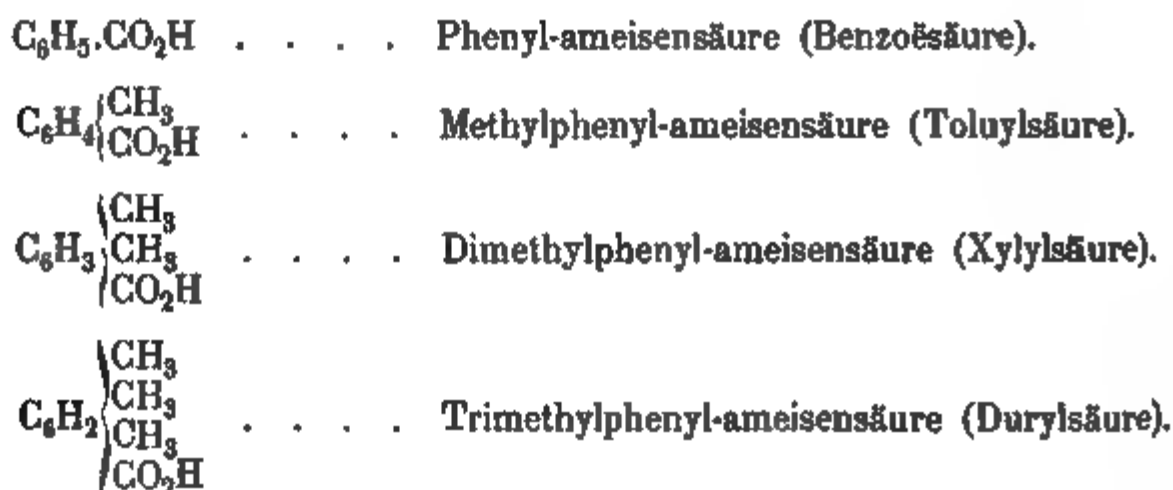 C₆H₅.CO₂H . . . . Phenyl-ameisensäure (Benzoësäure).
C₆H₄{CH₃
CO₂H . . . . Methylphenyl-ameisensäure (Toluylsäure).
CH₃
C₆H₃{CH₃ . . . . Dimethylphenyl-ameisensäure (Xylylsäure).
CO₂H
CH₃
CH₃
C₆H₂{CH₃ . . . . Trimethylphenyl-ameisensäure (Durylsäure).
CO₂H